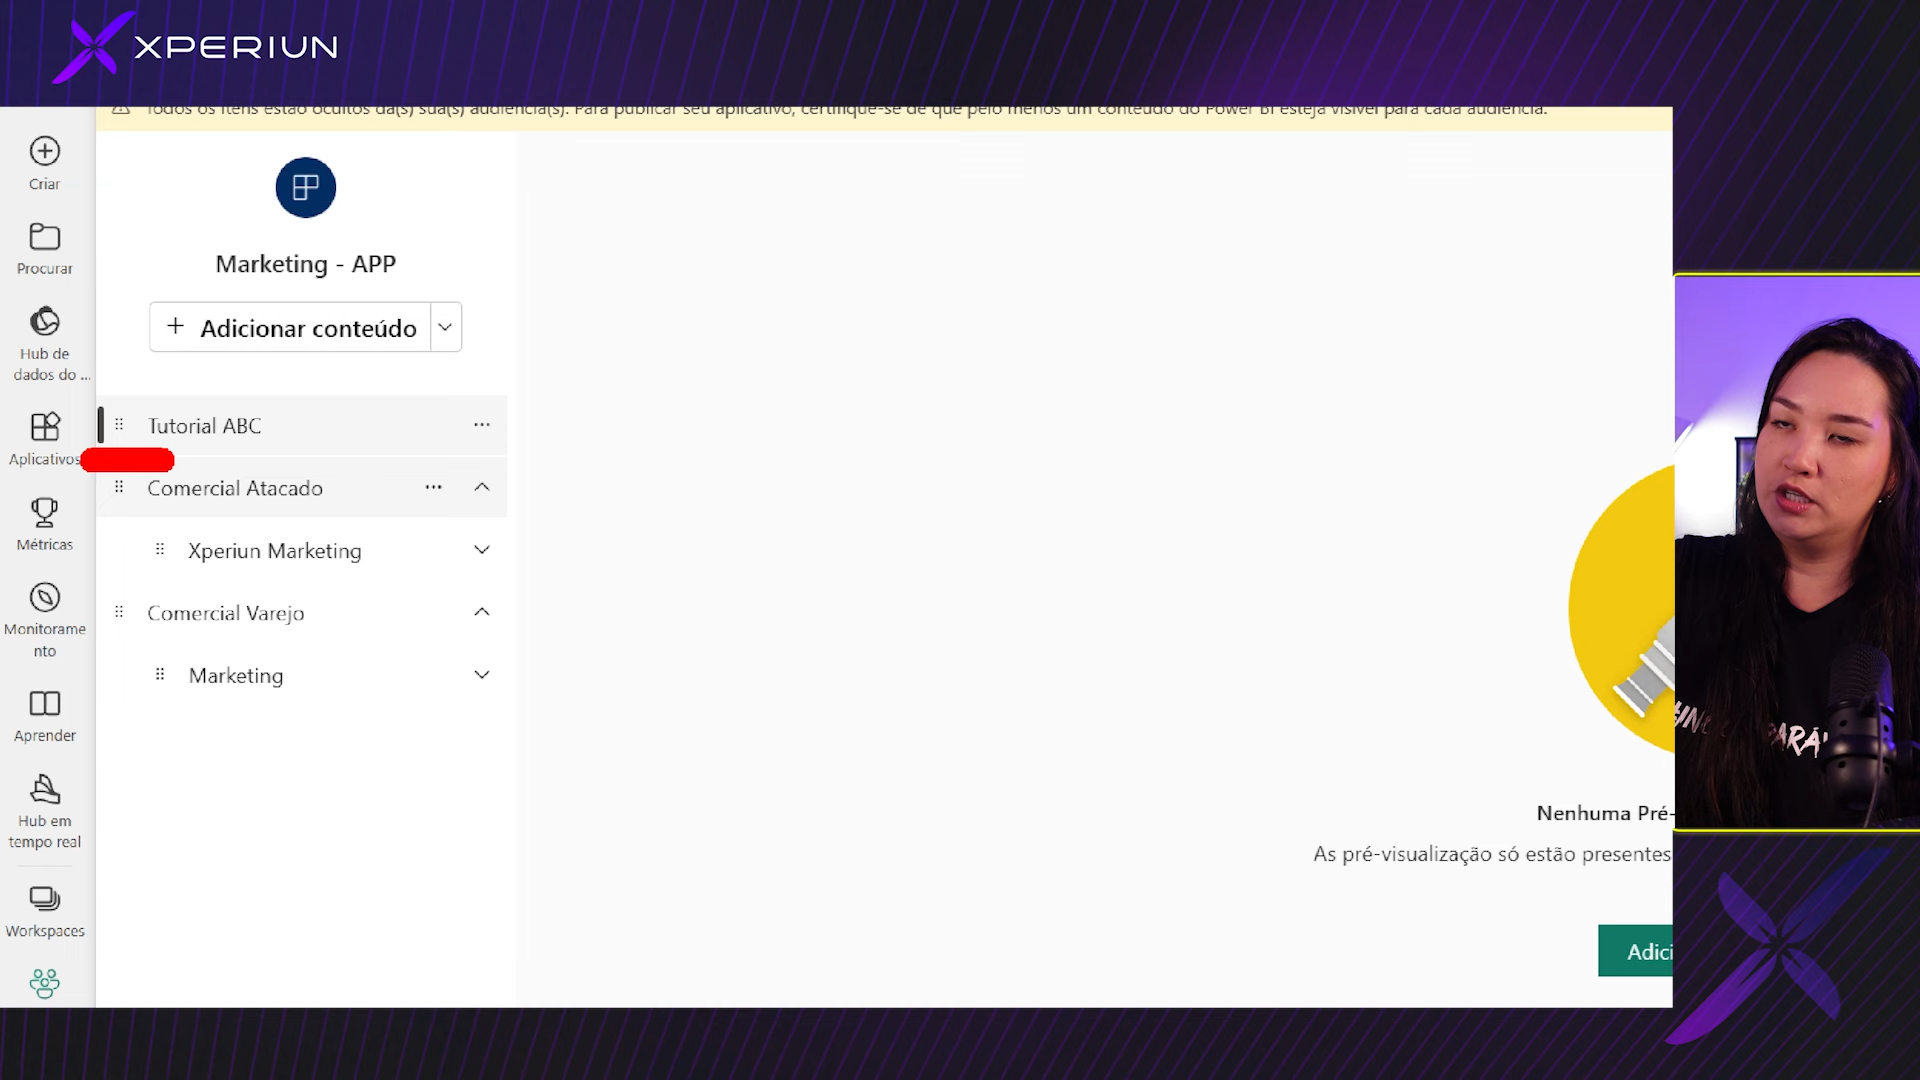 XPERIUN
Todos os itens estão ocultos da(s) sua(s) audiência(s). Para publicar seu aplicativo, certifique-se de que pelo menos um conteúdo do Power BI esteja visível para cada audiência.
Criar
Procurar
Hub de
dados do ...
Aplicativos
Métricas
Monitorame
nto
Aprender
Hub em
tempo real
Workspaces
Marketing - APP
+ Adicionar conteúdo
Tutorial ABC
Comercial Atacado
Xperiun Marketing
Comercial Varejo
Marketing
Nenhuma Pré-
As pré-visualização só estão presentes
Adici